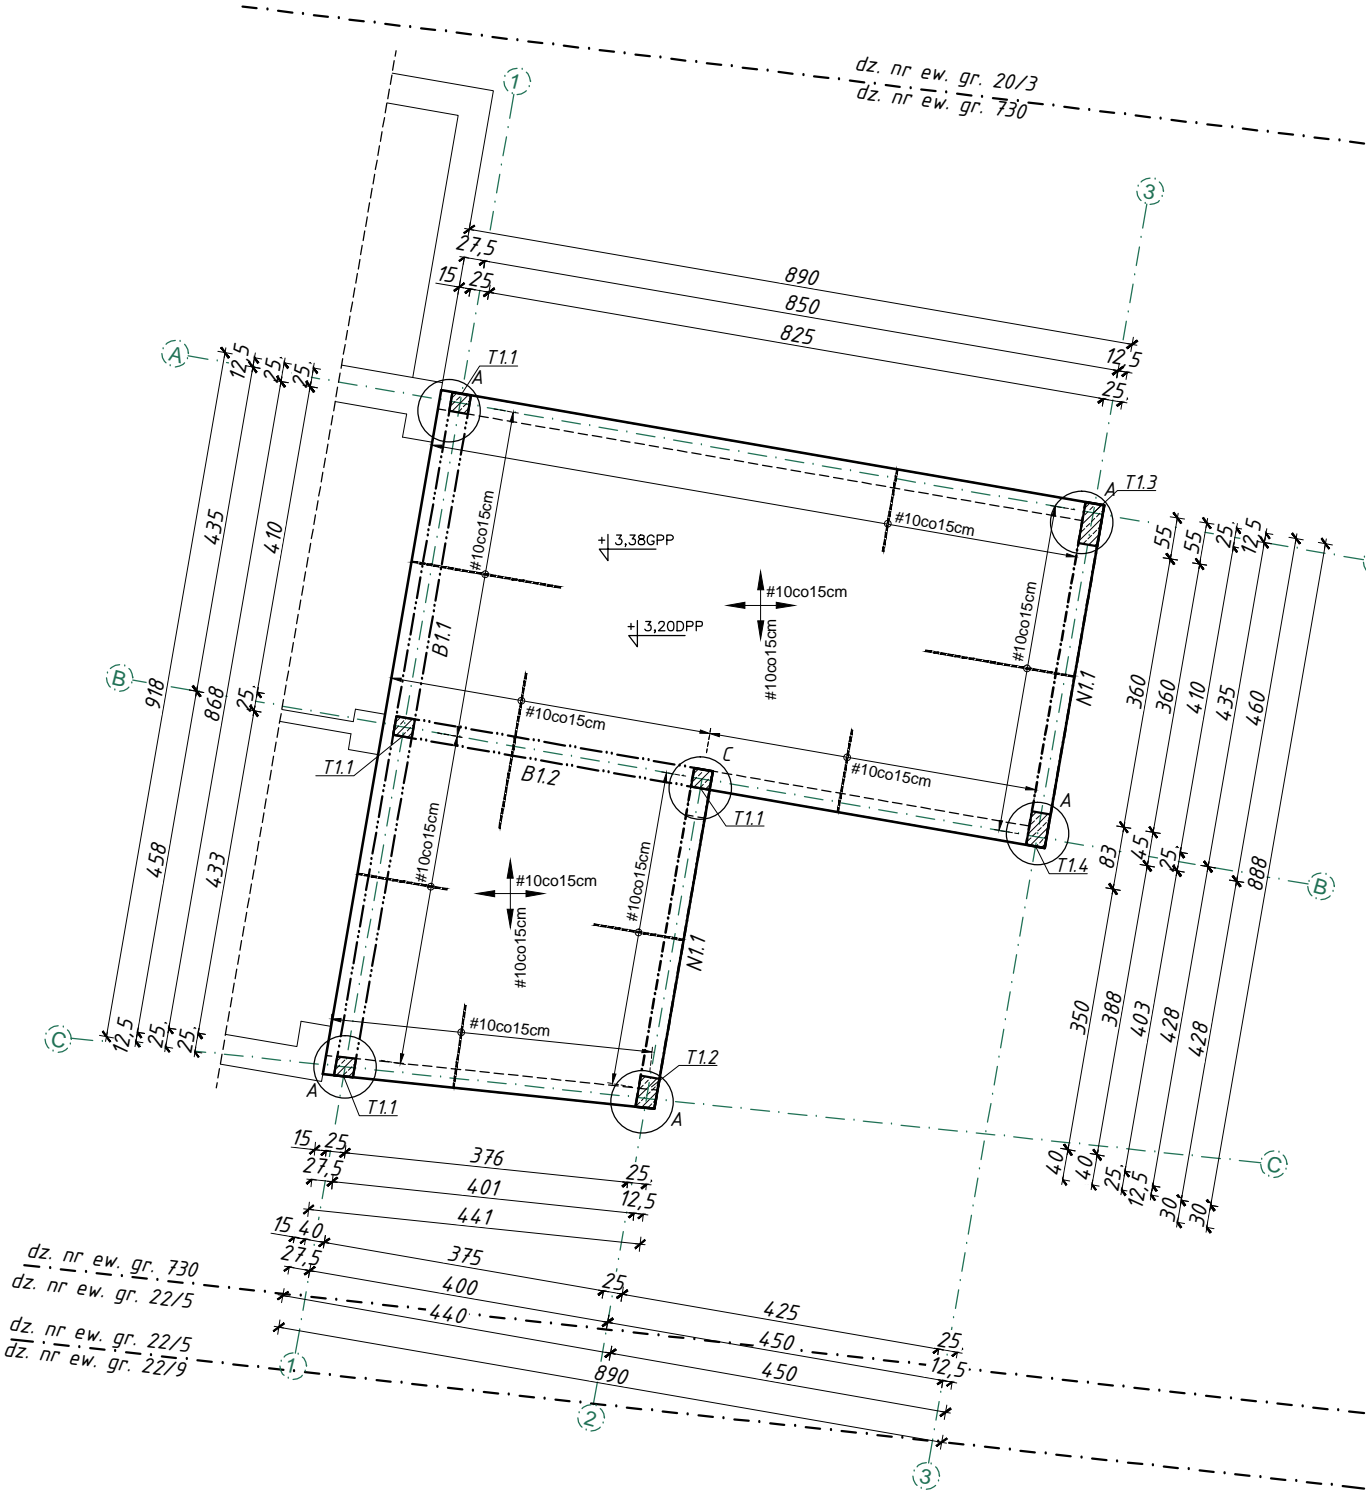 dz. nr ew. gr. 20/3
dz. nr ew. gr. 730
1
3
890
27,5
850
15
25
825
12,5
25
A
12,5
25
25
T1.1
A
A
T1.3
#10co15cm
#10co15cm
435
410
3,38GPP
#10co15cm
3,20DPP
#10co15cm
#10co15cm
B1.1
N1.1
55
55
25
12,5
360
360
410
435
460
B
918
868
25
#10co15cm
C
#10co15cm
T1.1
B1.2
T1.1
A
T1.4
B
83
45
25
888
458
433
#10co15cm
#10co15cm
#10co15cm
#10co15cm
N1.1
350
388
403
428
428
#10co15cm
C
12,5
25
25
T1.2
A
T1.1
A
40
40
25
12,5
30
30
C
15
25
376
25
27,5
401
12,5
441
15
40
375
25
27,5
400
425
25
440
450
12,5
890
450
dz. nr ew. gr. 730
dz. nr ew. gr. 22/5
dz. nr ew. gr. 22/5
dz. nr ew. gr. 22/9
1
2
3